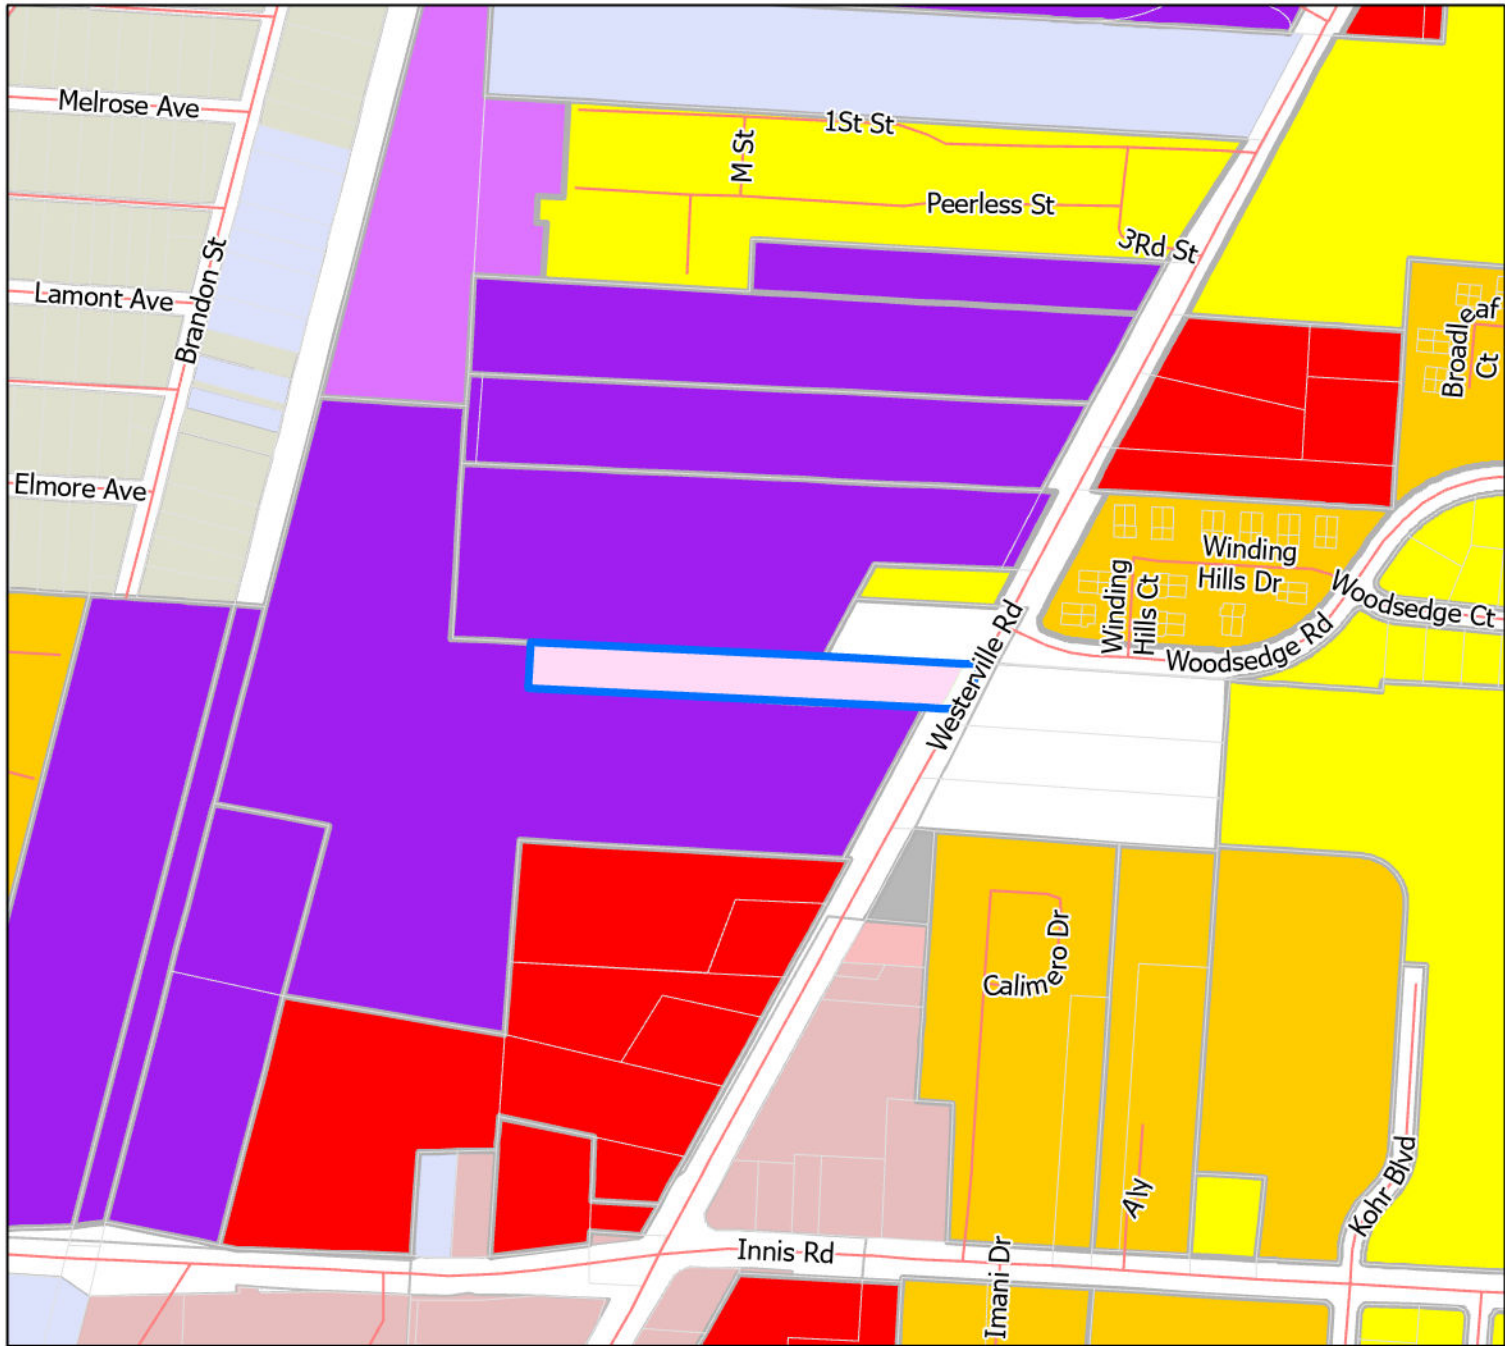 Melrose Ave
1St St
M St
Peerless St
3Rd St
Brandon St
Lamont Ave
Broadleaf
Ct
Elmore Ave
Winding
Hills Dr
Winding
Hills Ct
Woodsedge Ct
Woodsedge Rd
Westerville Rd
Calimero Dr
Aly
Kohr Blvd
Innis Rd
Imani Dr